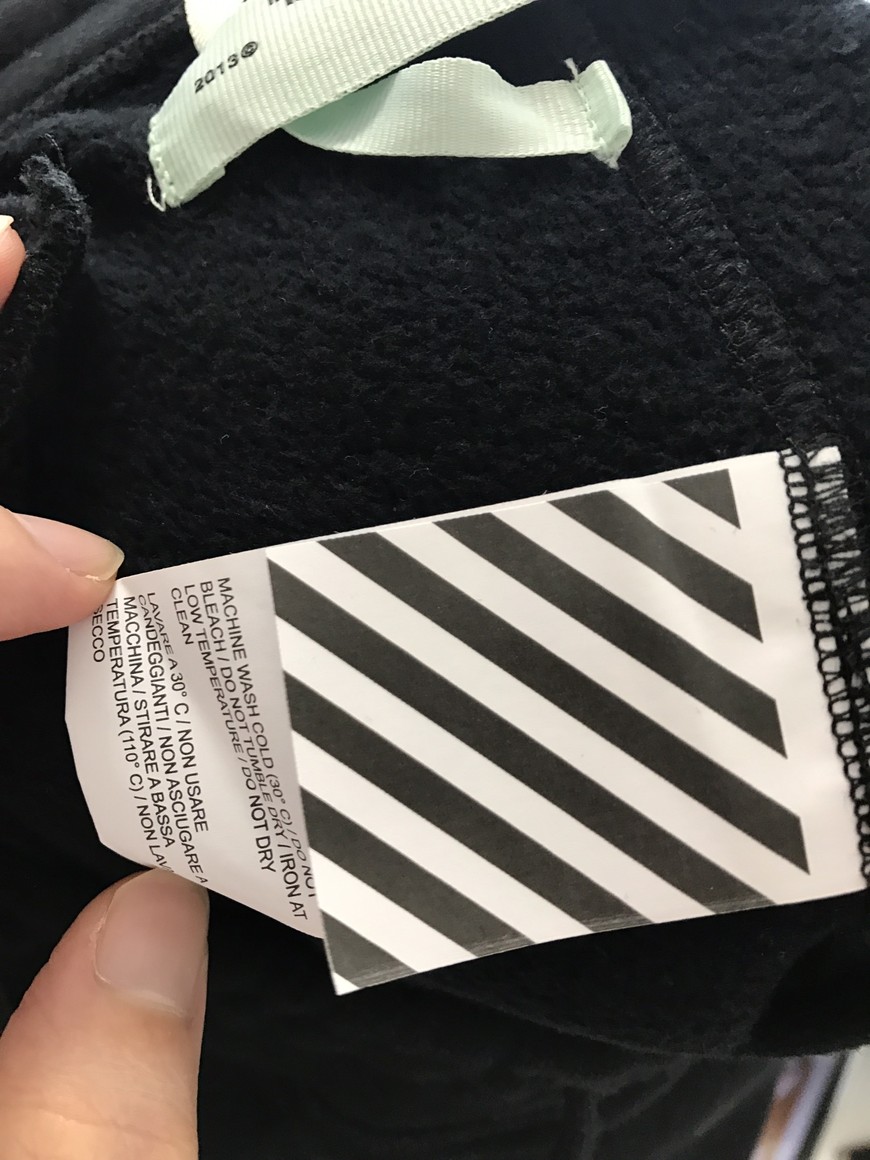 2013©
MACHINE WASH COLD (30° C) / DO NOT
BLEACH / DO NOT TUMBLE DRY / IRON AT
LOW TEMPERATURE / DO NOT DRY
CLEAN
LAVARE A 30° C / NON USARE
CANDEGGIANTI / NON ASCIUGARE A
MACCHINA / STIRARE A BASSA
TEMPERATURA (110° C) / NON LAV
SECCO